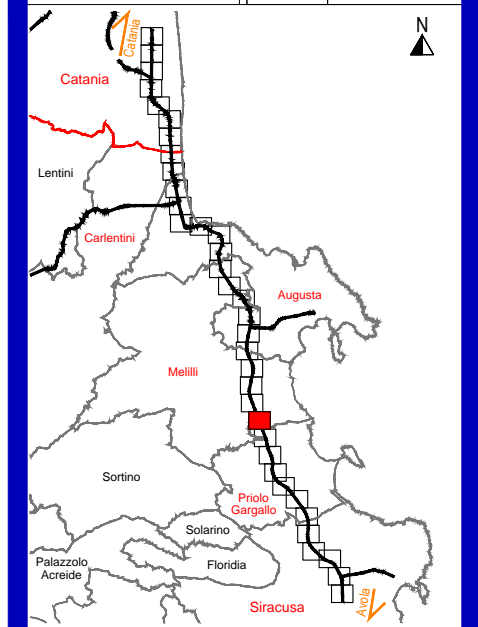 N
Catania
Catania
Lentini
Carlentini
Augusta
Melilli
Sortino
Priolo
Gargallo
Solarino
Floridia
Palazzolo
Acreide
Siracusa
Avola